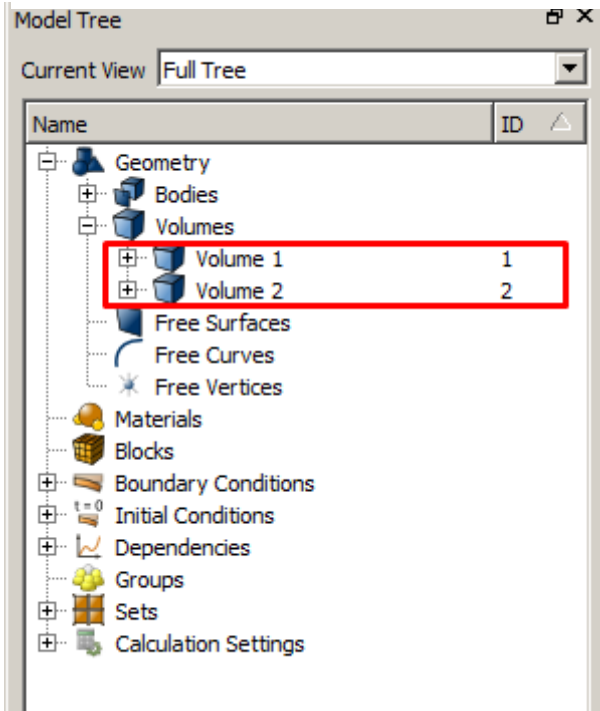 Model Tree
Current View Full Tree
Name ID
Geometry
Bodies
Volumes
Volume 1 1
Volume 2 2
Free Surfaces
Free Curves
Free Vertices
Materials
Blocks
Boundary Conditions
t=0
Initial Conditions
Dependencies
Groups
Sets
Calculation Settings